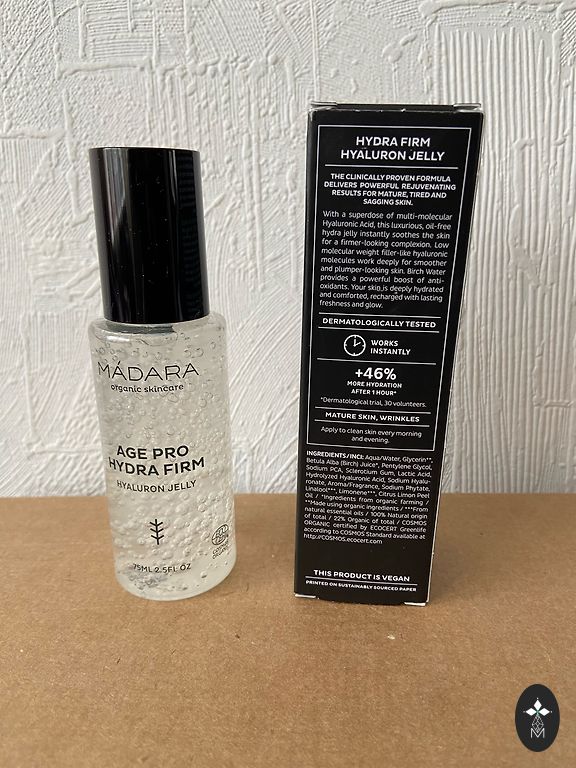 MÁDARA
organic skincare
AGE PRO
HYDRA FIRM
HYALURON JELLY
75ML 2.5FL OZ
HYDRA FIRM
HYALURON JELLY
THE CLINICALLY PROVEN FORMULA
DELIVERS POWERFUL REJUVENATING
RESULTS FOR MATURE, TIRED AND
SAGGING SKIN.
With a superdose of multi-molecular
Hyaluronic Acid, this luxurious, oil-free
hydra jelly instantly soothes the skin
for a firmer-looking complexion. Low
molecular weight filler-like hyaluronic
molecules work deeply for smoother
and plumper-looking skin. Birch Water
provides a powerful boost of anti-
oxidants. Your skin is deeply hydrated
and comforted, recharged with lasting
freshness and glow.
DERMATOLOGICALLY TESTED
WORKS
INSTANTLY
+46%
MORE HYDRATION
AFTER 1 HOUR*
*Dermatological trial, 30 volunteers.
MATURE SKIN, WRINKLES
Apply to clean skin every morning
and evening.
INGREDIENTS/INCI: Aqua/Water, Glycerin**,
Betula Alba (Birch) Juice*, Pentylene Glycol,
Sodium PCA, Sclerotium Gum, Lactic Acid,
Hydrolyzed Hyaluronic Acid, Sodium Hyalu-
ronate, Aroma/Fragrance, Sodium Phytate,
Linalool***, Limonene***, Citrus Limon Peel
Oil / *Ingredients from organic farming /
**Made using organic ingredients / ***From
natural essential oils / 100% Natural origin
of total / 22% Organic of total / COSMOS
ORGANIC certified by ECOCERT Greenlife
according to COSMOS Standard available at
http://COSMOS.ecocert.com
THIS PRODUCT IS VEGAN
PRINTED ON SUSTAINABLY SOURCED PAPER
M